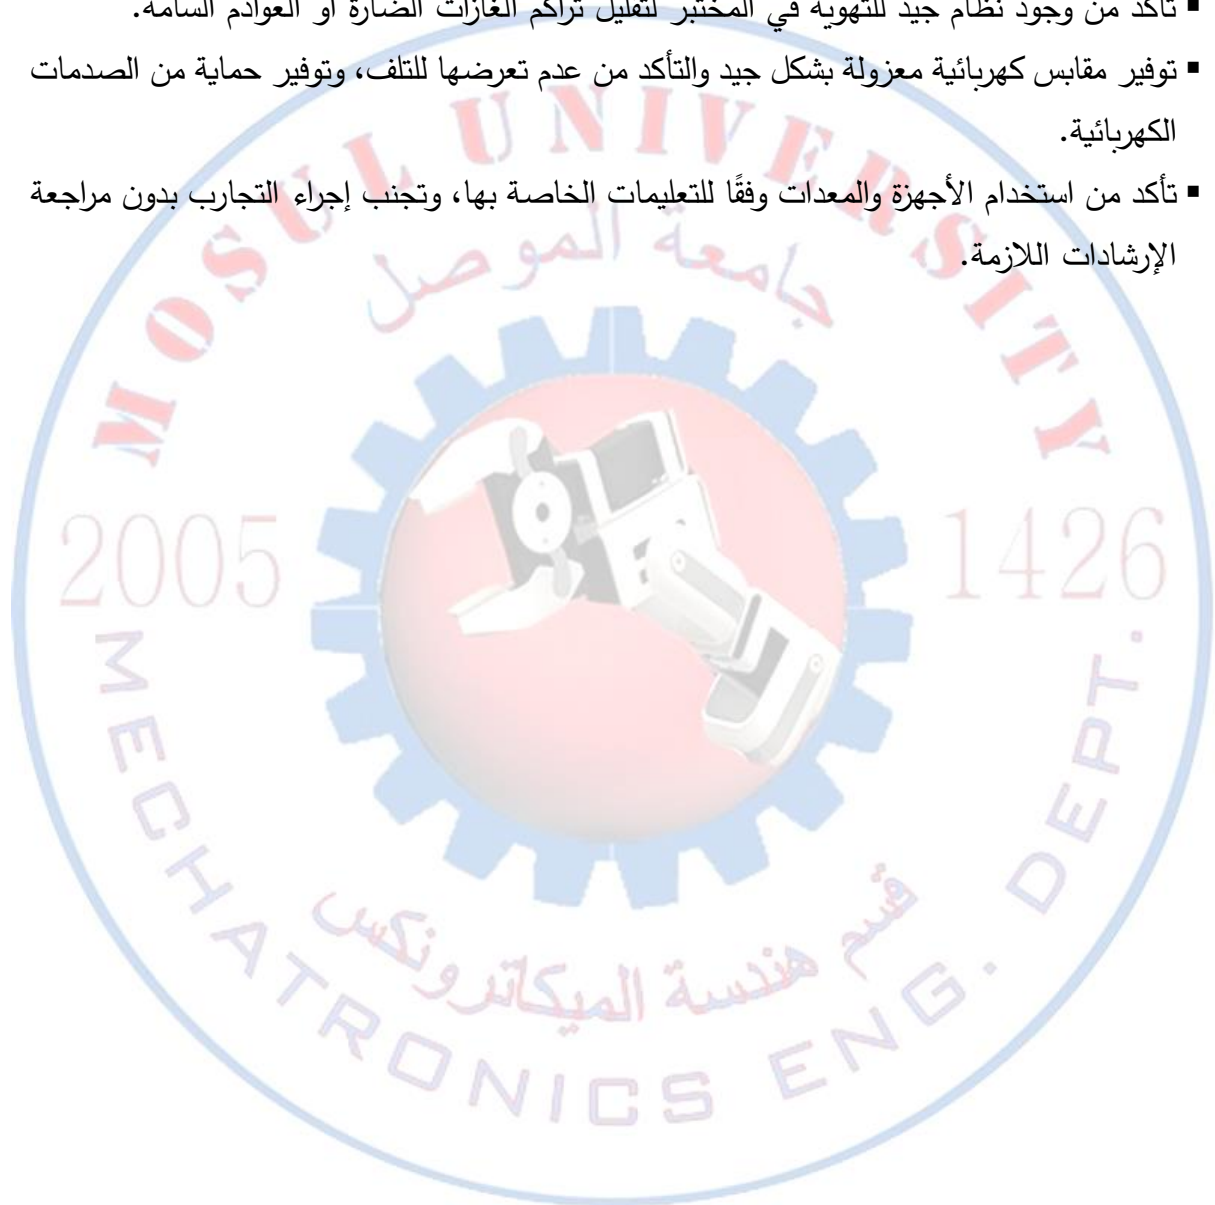 ▪ تأكد من وجود نظام جيد للتهوية في المختبر لتقليل تراكم الغازات الضارة أو العوادم السامة.
▪ توفير مقابس كهربائية معزولة بشكل جيد والتأكد من عدم تعرضها للتلف، وتوفير حماية من الصدمات
الكهربائية.
▪ تأكد من استخدام الأجهزة والمعدات وفقًا للتعليمات الخاصة بها، وتجنب إجراء التجارب بدون مراجعة
الإرشادات اللازمة.
MOSUL UNIVERSITY
جامعة الموصل
2005
1426
قسم هندسة الميكاترونكس
MECHATRONICS ENG. DEPT.